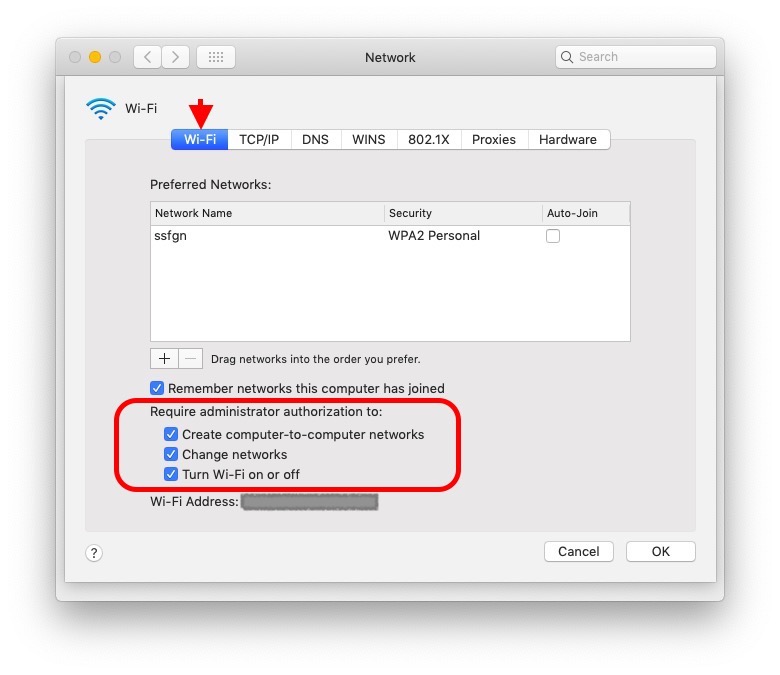 Network
Search
Wi-Fi
Wi-Fi TCP/IP DNS WINS 802.1X Proxies Hardware
Preferred Networks:
Network Name Security Auto-Join
ssfgn WPA2 Personal
+ − Drag networks into the order you prefer.
Remember networks this computer has joined
Require administrator authorization to:
Create computer-to-computer networks
Change networks
Turn Wi-Fi on or off
Wi-Fi Address:
? Cancel OK